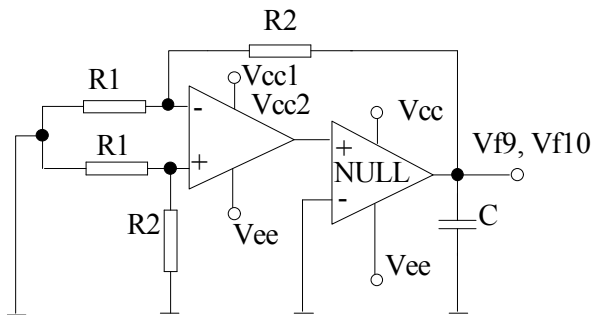 R2
R1
Vcc1
-
Vcc2
Vcc
R1
+
+
NULL
Vf9, Vf10
-
R2
C
Vee
Vee